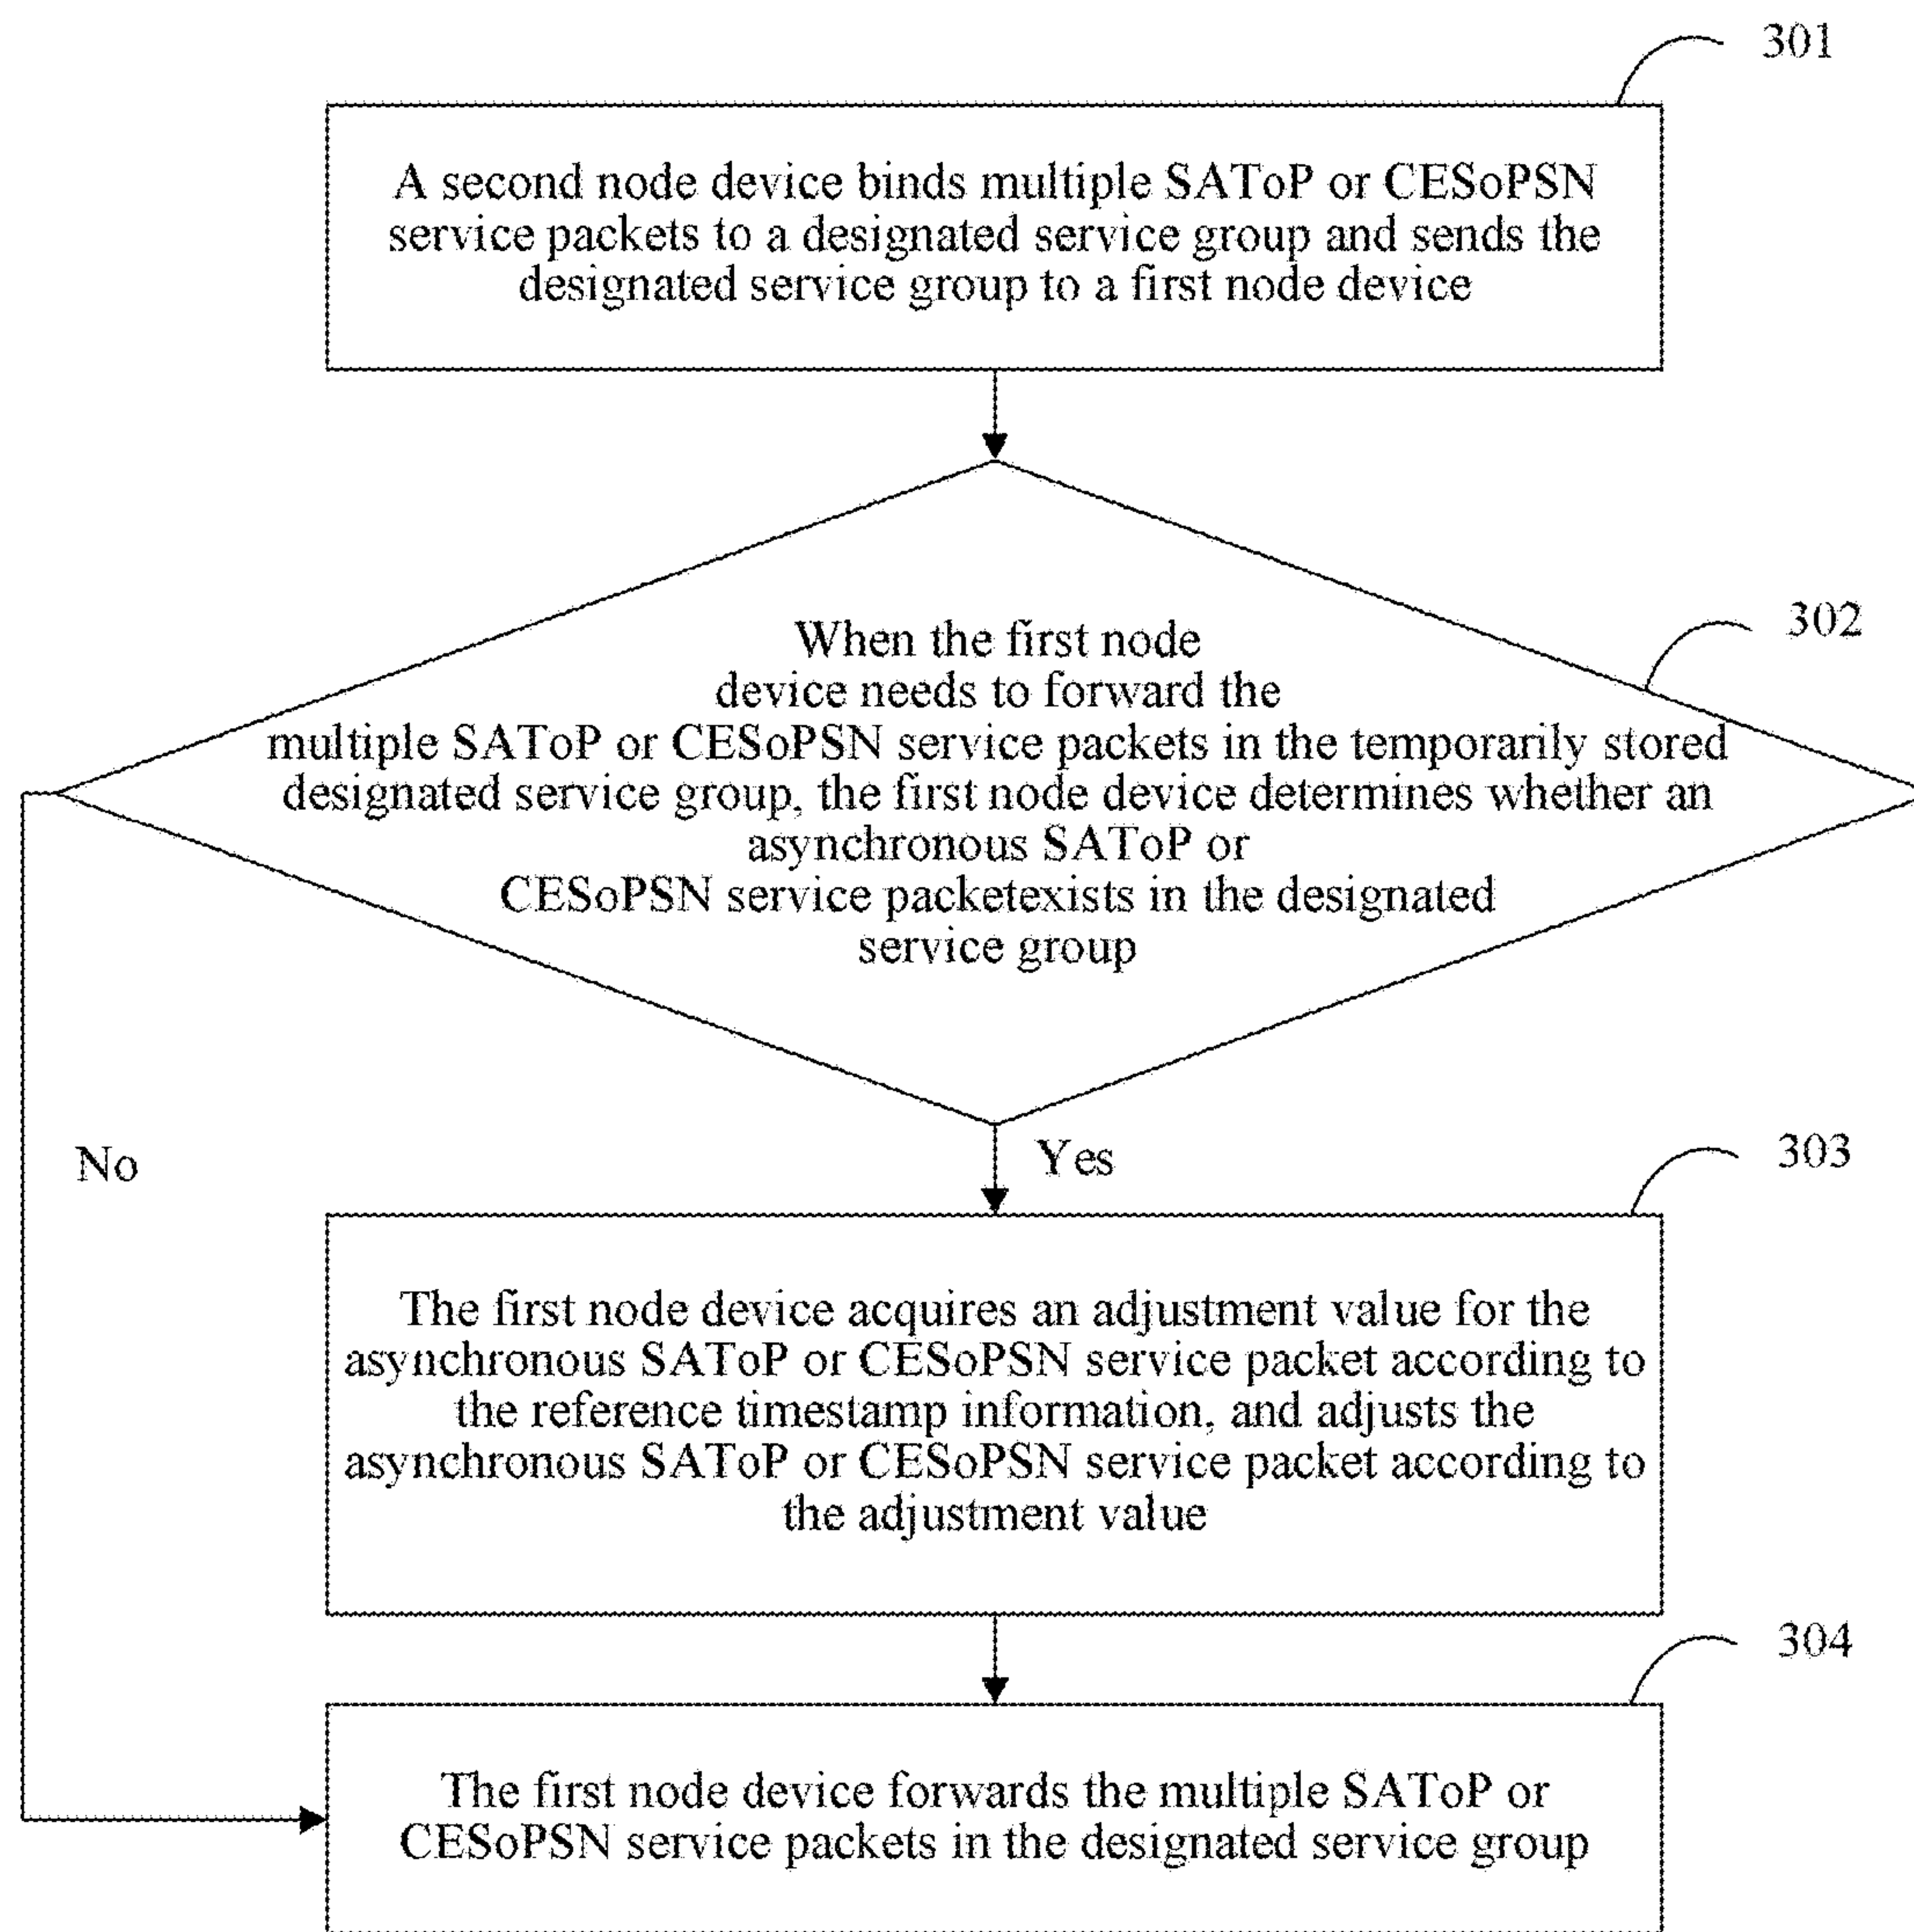 301
A second node device binds multiple SAToP or CESoPSN
service packets to a designated service group and sends the
designated service group to a first node device
302
When the first node
device needs to forward the
multiple SAToP or CESoPSN service packets in the temporarily stored
designated service group, the first node device determines whether an
asynchronous SAToP or
CESoPSN service packetexists in the designated
service group
No
Yes
303
The first node device acquires an adjustment value for the
asynchronous SAToP or CESoPSN service packet according to
the reference timestamp information, and adjusts the
asynchronous SAToP or CESoPSN service packet according to
the adjustment value
304
The first node device forwards the multiple SAToP or
CESoPSN service packets in the designated service group